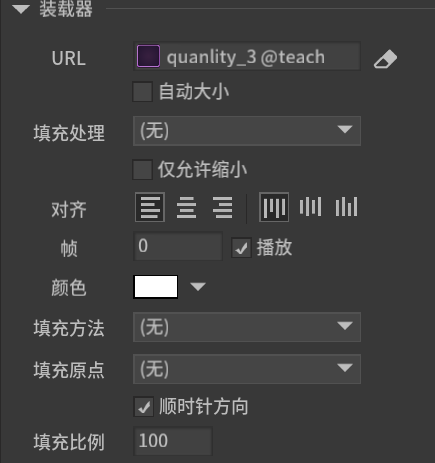 装载器
URL quanlity_3 @teach
自动大小
填充处理 (无)
仅允许缩小
对齐
帧 0 播放
颜色
填充方法 (无)
填充原点 (无)
顺时针方向
填充比例 100